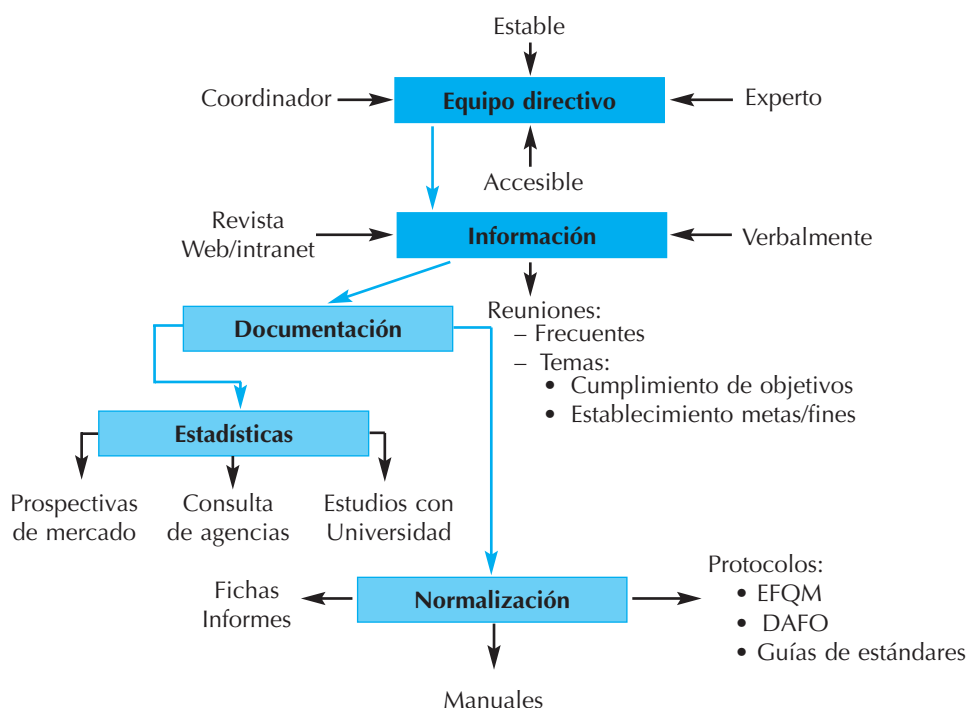 Estable
Coordinador
Equipo directivo
Experto
Accesible
Revista
Web/intranet
Información
Verbalmente
Reuniones:
– Frecuentes
– Temas:
• Cumplimiento de objetivos
• Establecimiento metas/fines
Documentación
Estadísticas
Prospectivas
de mercado
Consulta
de agencias
Estudios con
Universidad
Fichas
Informes
Normalización
Protocolos:
• EFQM
• DAFO
• Guías de estándares
Manuales